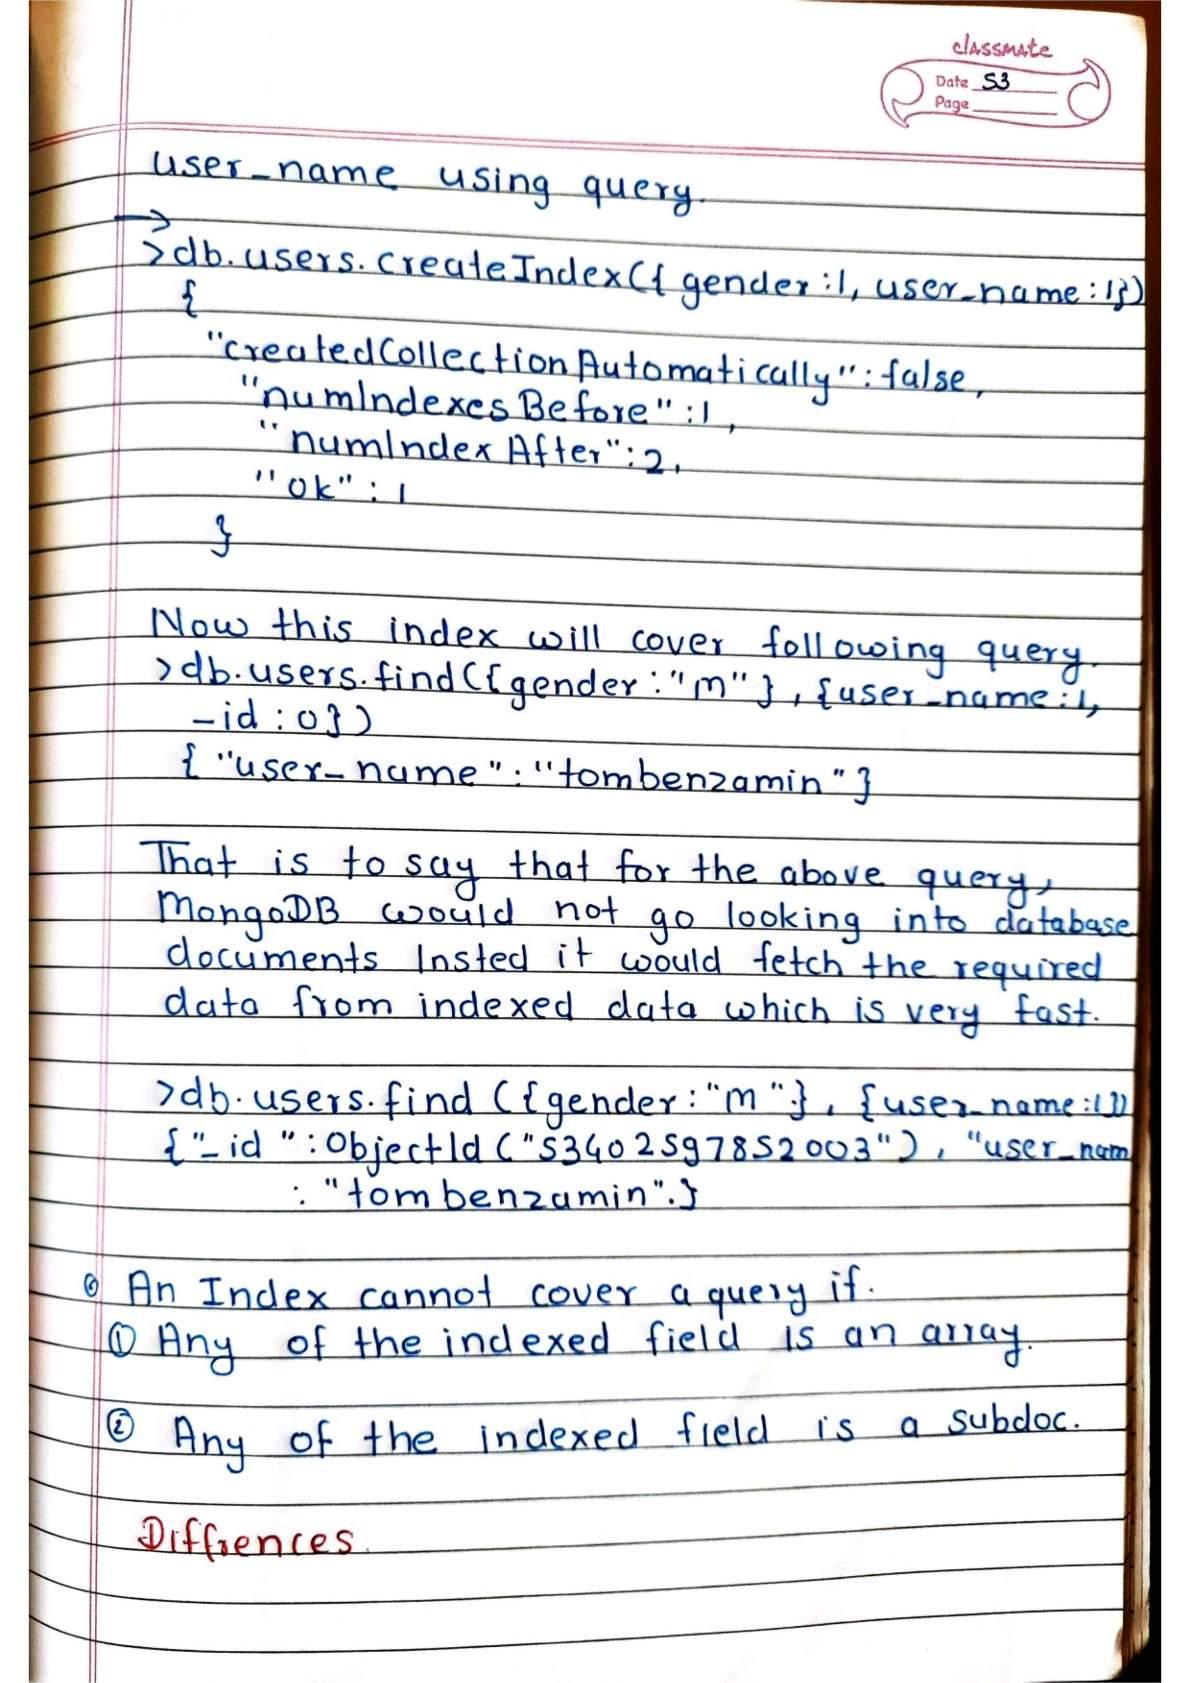 classmate
Date 53
Page
user_name using query.
>db.users.createIndex({gender:1, user_name:1})
{
"createdCollectionAutomatically":false,
"numIndexesBefore":1,
"numIndexAfter":2,
"ok":1
}
Now this index will cover following query.
>db.users.find({gender:"m"},{user_name:1,
_id:0})
{"user_name":"tombenzamin"}
That is to say that for the above query,
MongoDB would not go looking into database
documents Insted it would fetch the required
data from indexed data which is very fast.
>db.users.find({gender:"m"},{user_name:1})
{"_id":ObjectId("53402597852003"),"user_nam
:"tombenzamin".}
An Index cannot cover a query if.
① Any of the indexed field is an array.
② Any of the indexed field is a subdoc.
Diffrences.